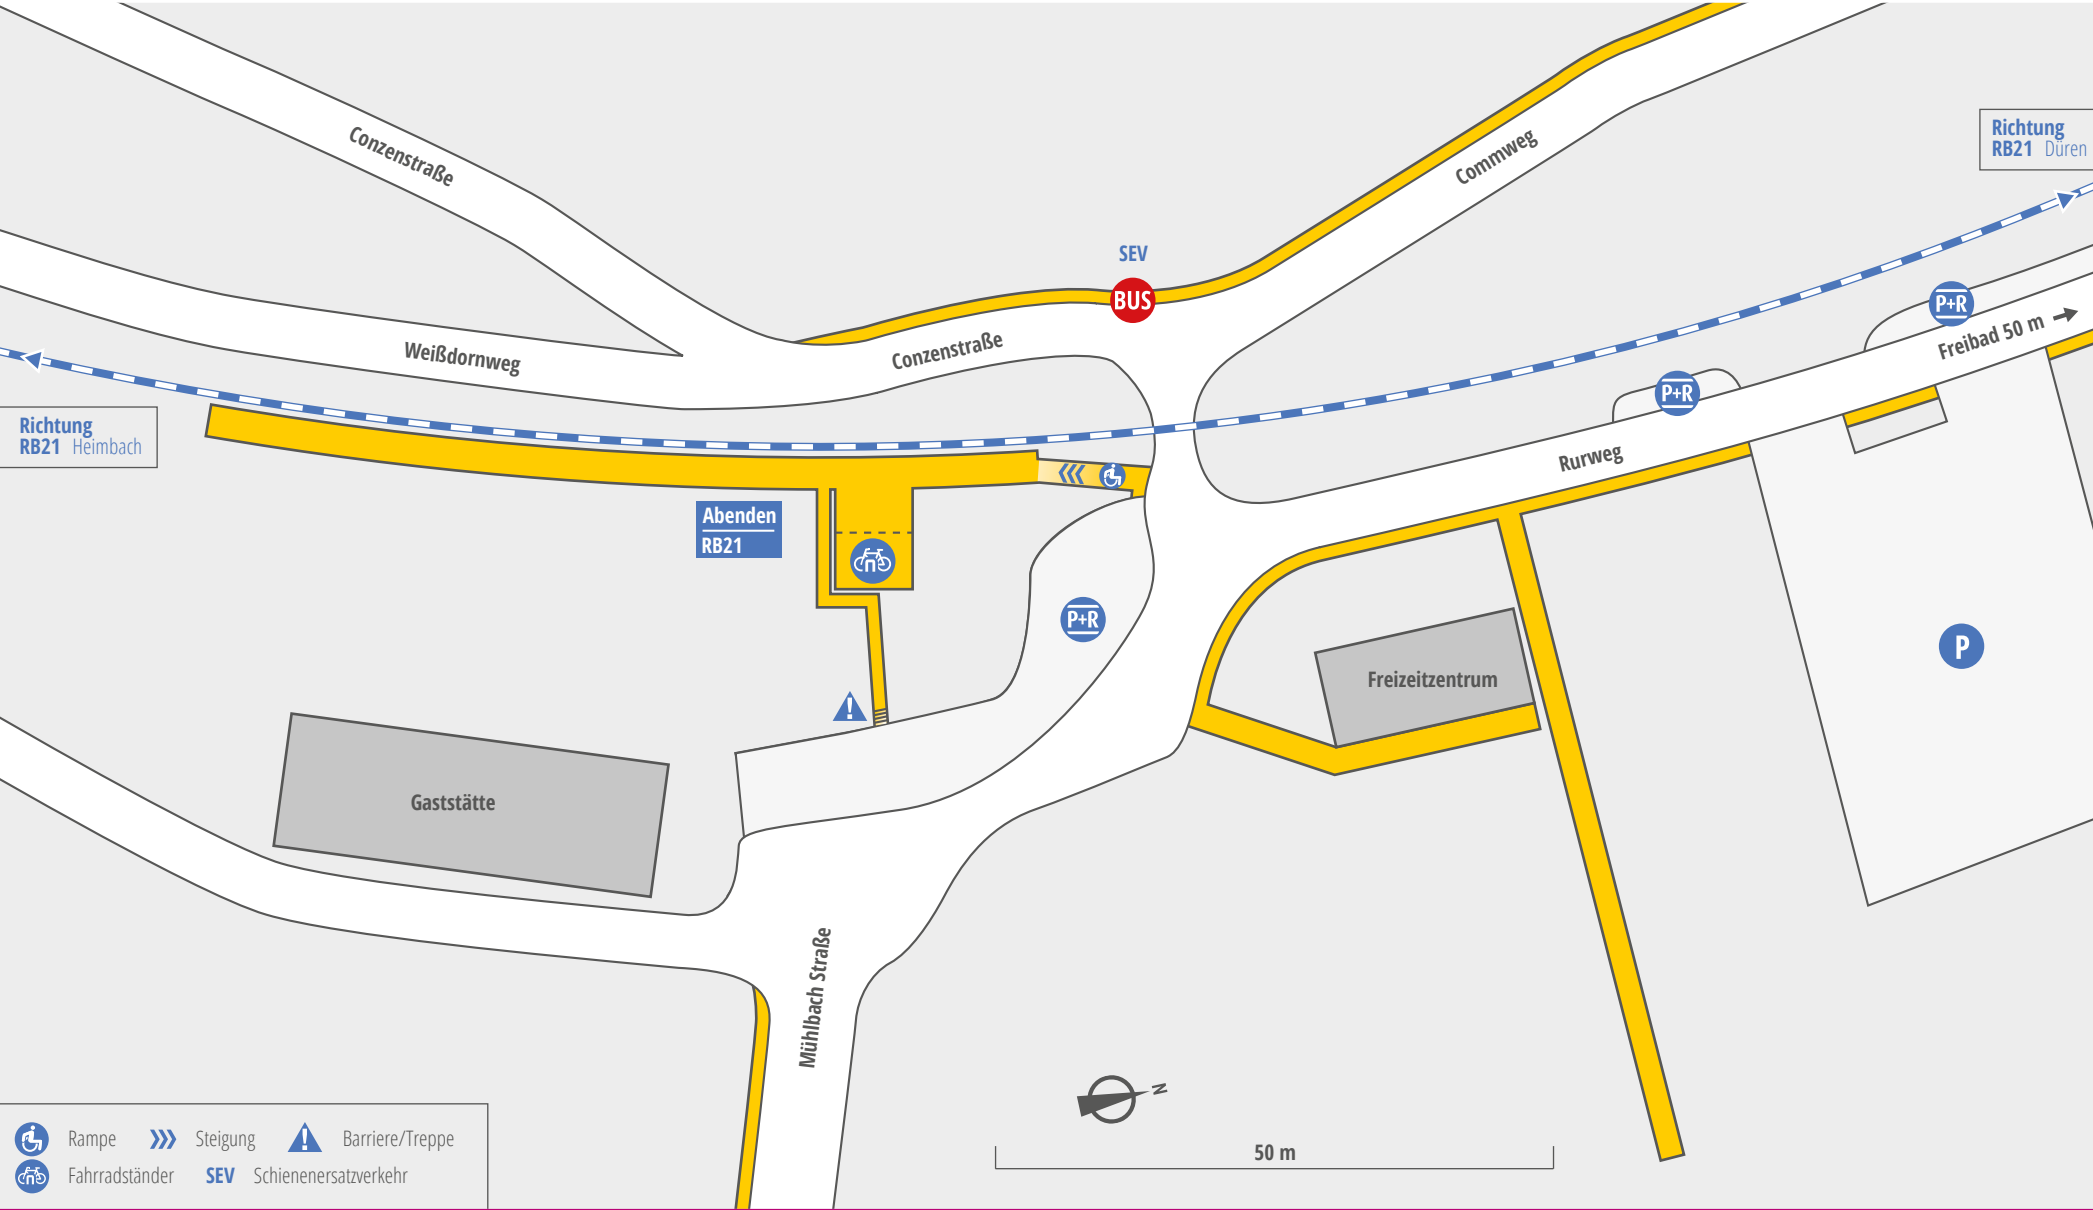 Conzenstraße
Commweg
Richtung
RB21 Düren
SEV
BUS
P+R
Freibad 50 m
Weißdornweg
Conzenstraße
P+R
Richtung
RB21 Heimbach
Rurweg
Abenden
RB21
P+R
P
Freizeitzentrum
!
Gaststätte
Mühlbach Straße
N
50 m
Rampe
Steigung
! Barriere/Treppe
Fahrradständer
SEV Schienenersatzverkehr